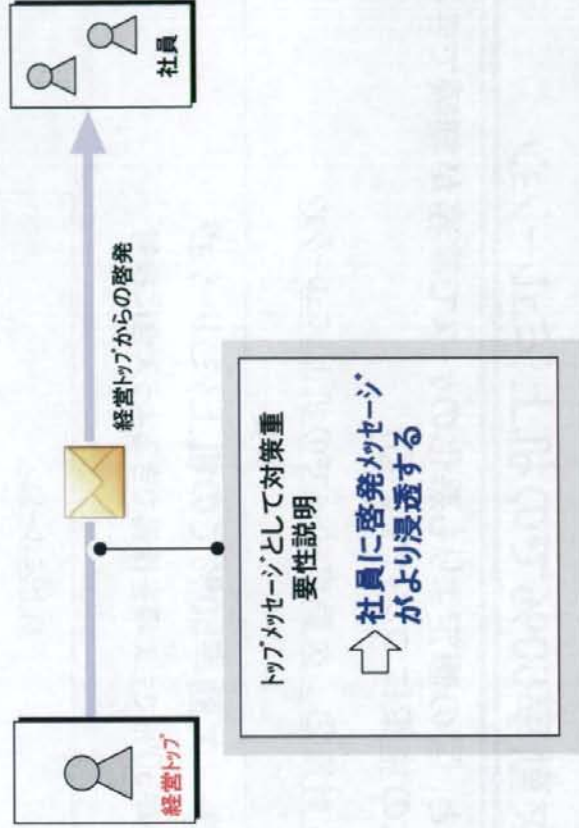 経営トップ
経営トップからの啓発
社員
トップメッセージとして対策重
要性説明
社員に啓発メッセージ
がより浸透する